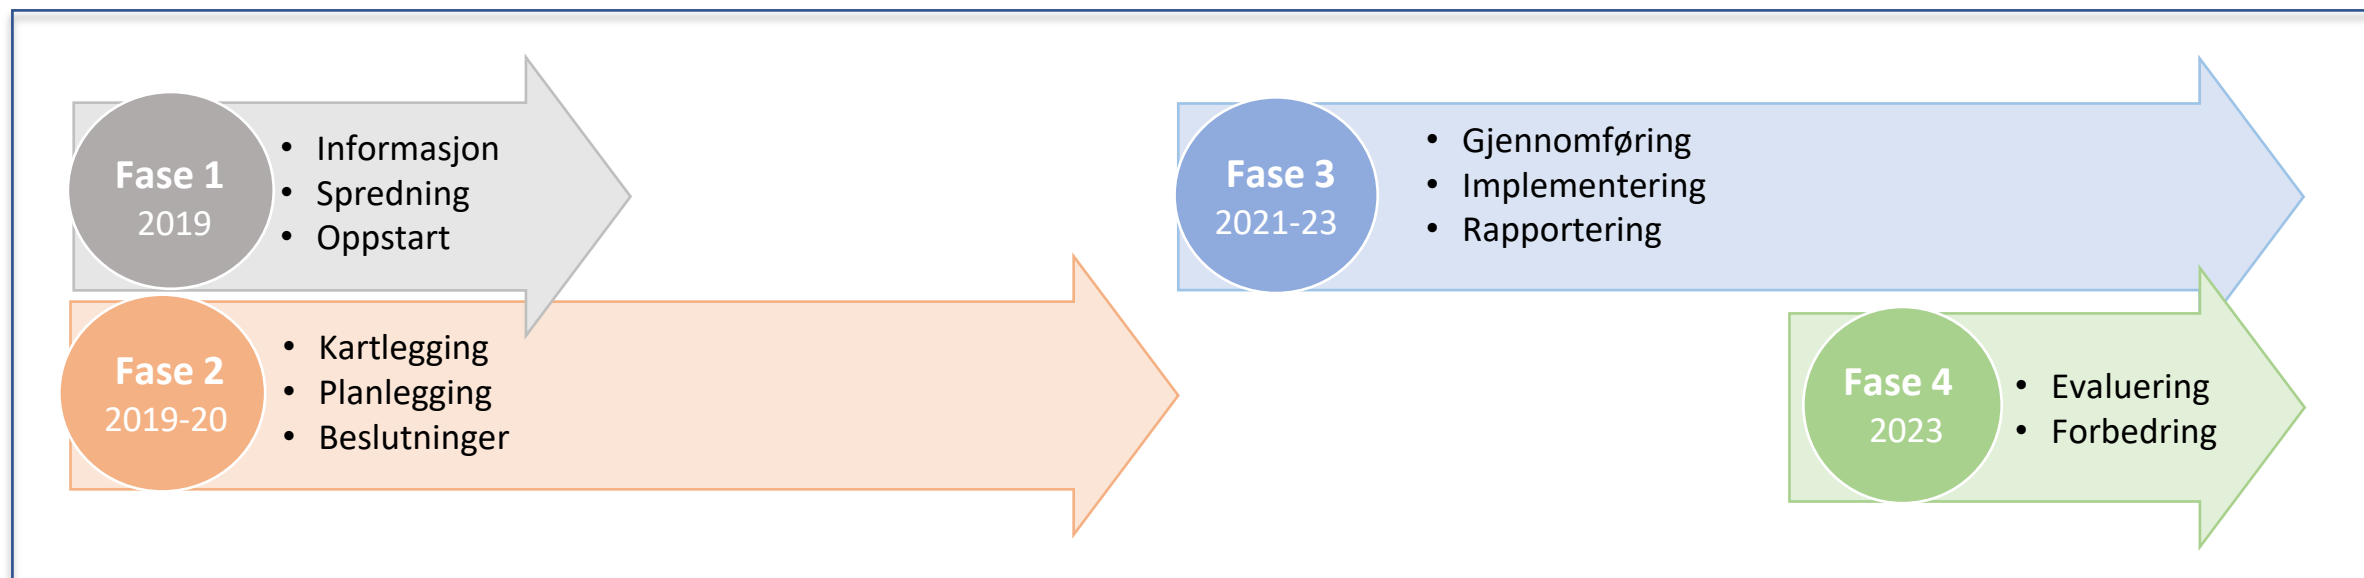 Fase 1
2019
• Informasjon
• Spredning
• Oppstart
Fase 2
2019-20
• Kartlegging
• Planlegging
• Beslutninger
Fase 3
2021-23
• Gjennomføring
• Implementering
• Rapportering
Fase 4
2023
• Evaluering
• Forbedring